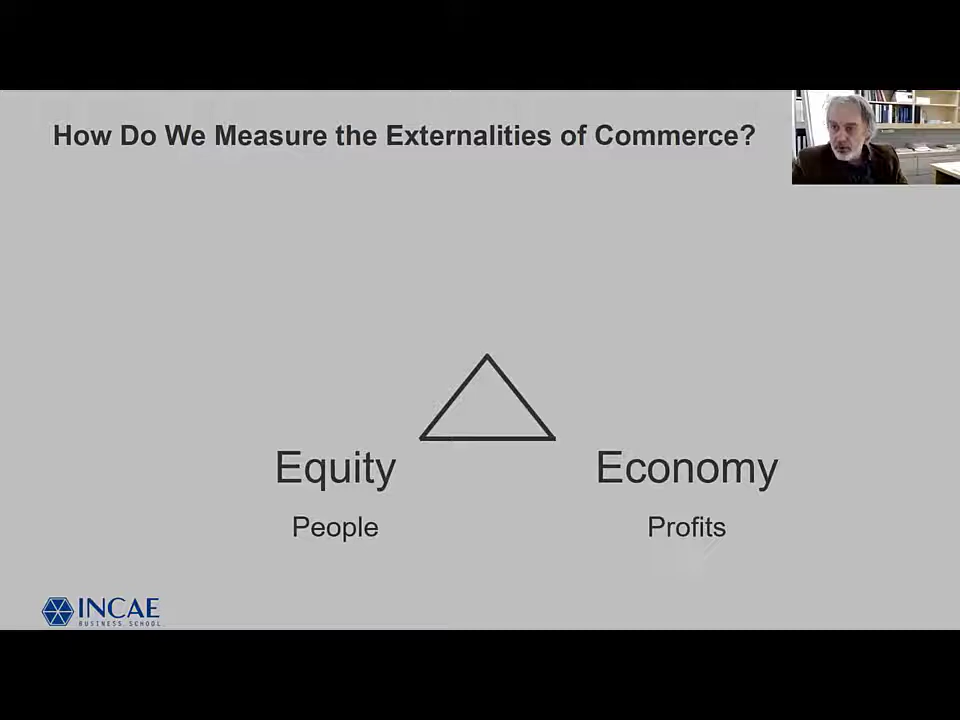 How Do We Measure the Externalities of Commerce?
Equity
Economy
People
Profits
INCAE
BUSINESS SCHOOL